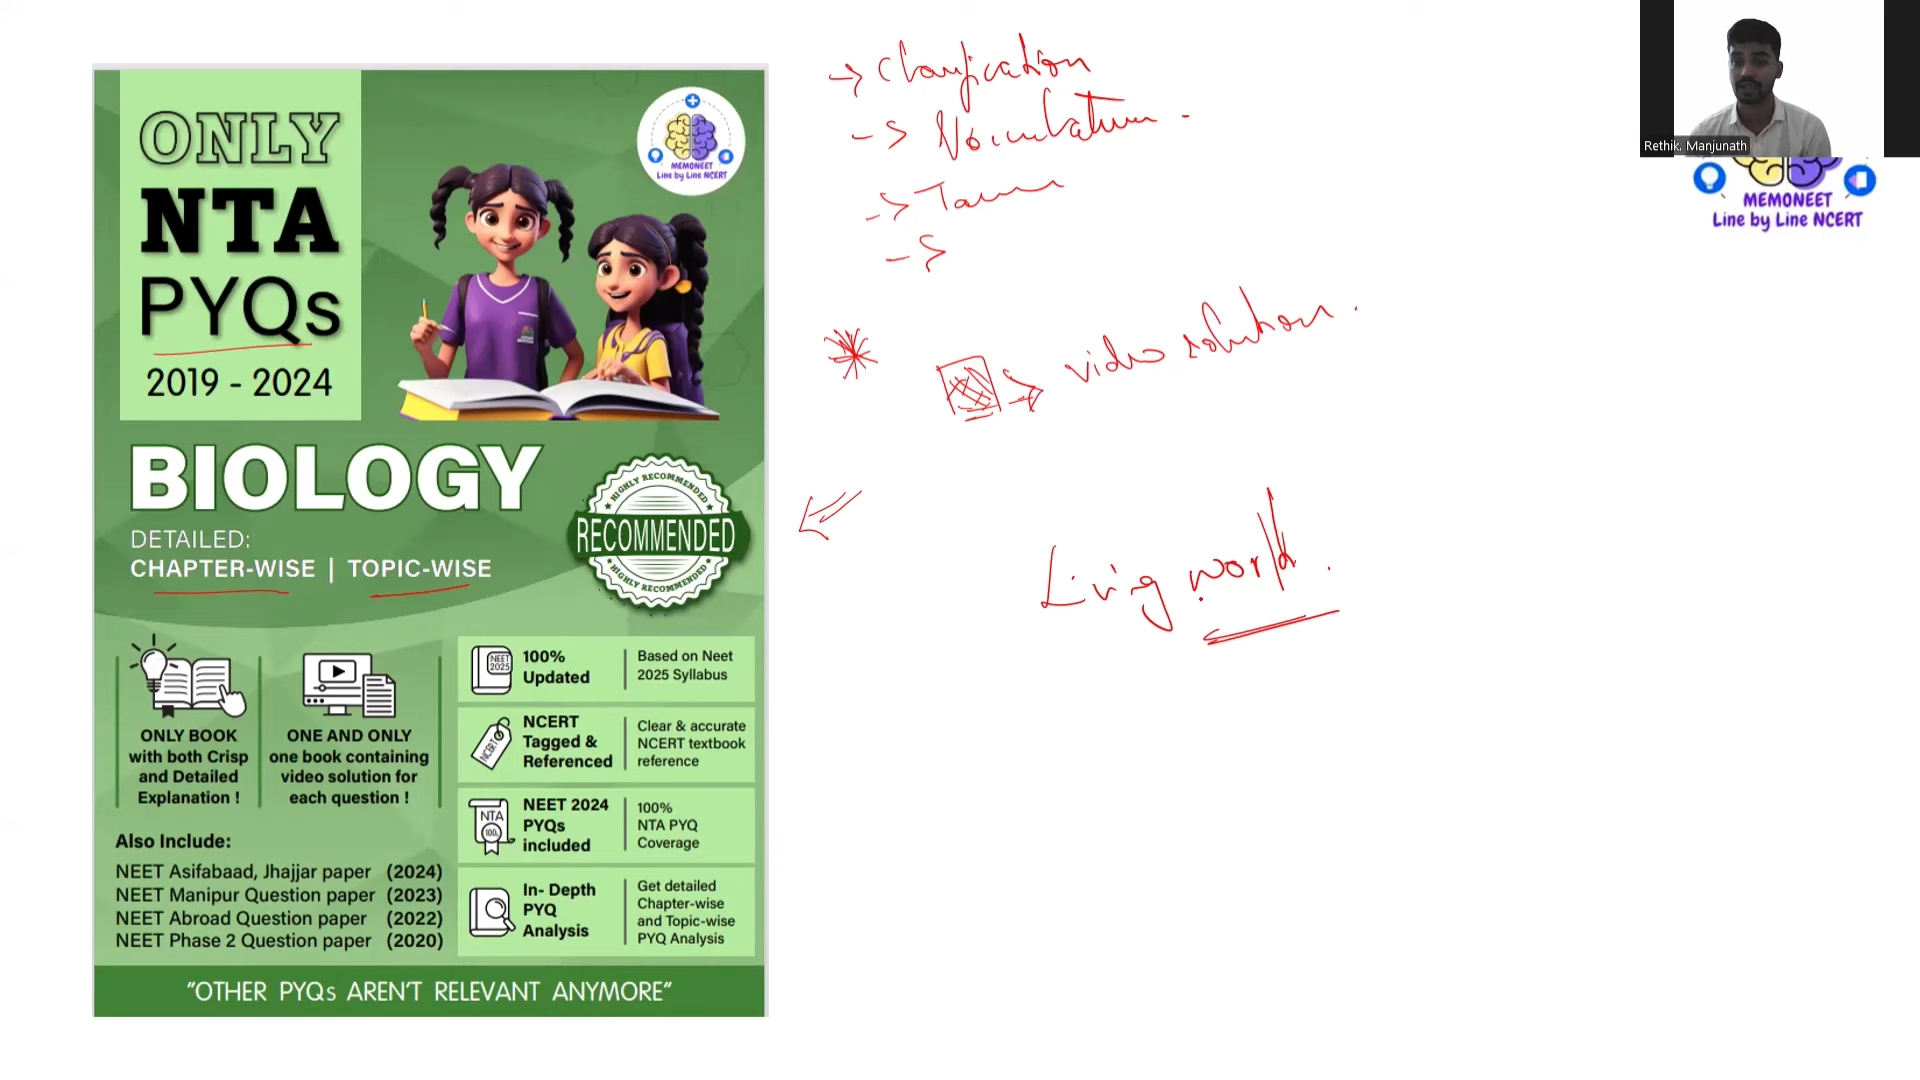 ONLY
NTA
PYQs
2019 - 2024
MEMONEET
Line by Line NCERT
BIOLOGY
DETAILED:
CHAPTER-WISE | TOPIC-WISE
HIGHLY RECOMMENDED
RECOMMENDED
HIGHLY RECOMMENDED
ONLY BOOK
with both Crisp
and Detailed
Explanation !
ONE AND ONLY
one book containing
video solution for
each question !
NEET
2025
100%
Updated
Based on Neet
2025 Syllabus
NCERT
NCERT
Tagged &
Referenced
Clear & accurate
NCERT textbook
reference
NTA
100%
NEET 2024
PYQs
included
100%
NTA PYQ
Coverage
In- Depth
PYQ
Analysis
Get detailed
Chapter-wise
and Topic-wise
PYQ Analysis
Also Include:
NEET Asifabaad, Jhajjar paper (2024)
NEET Manipur Question paper (2023)
NEET Abroad Question paper (2022)
NEET Phase 2 Question paper (2020)
"OTHER PYQs AREN'T RELEVANT ANYMORE"
→ Classification
→
→
→
→ video solution.
Living world.
Rethik. Manjunath
MEMONEET
Line by Line NCERT